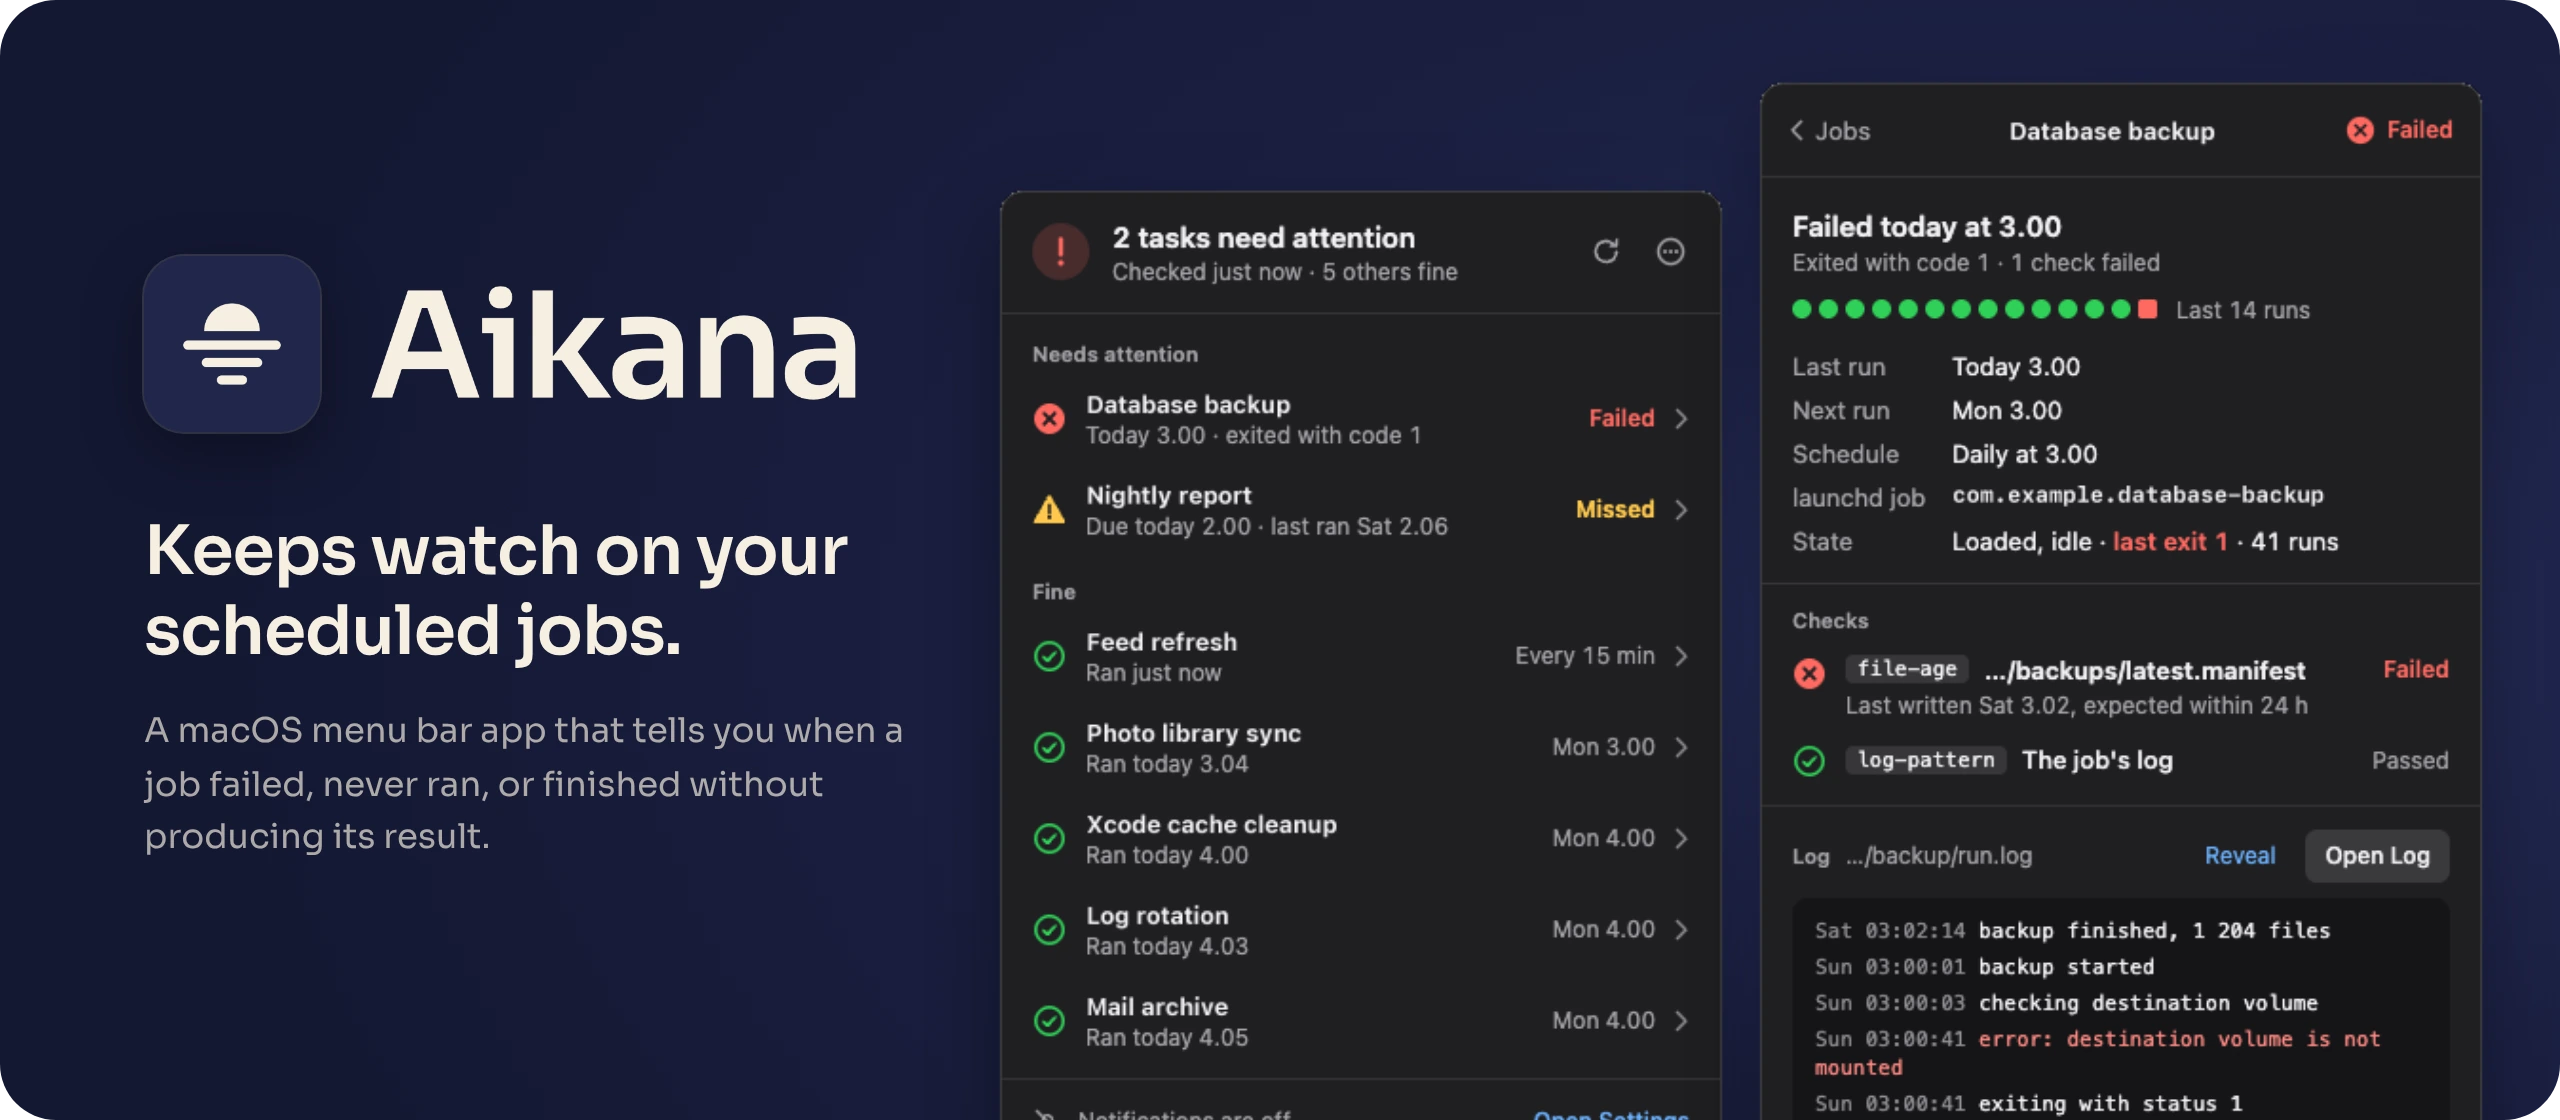 Aikana
Keeps watch on your
scheduled jobs.
A macOS menu bar app that tells you when a
job failed, never ran, or finished without
producing its result.
2 tasks need attention
Checked just now · 5 others fine
Needs attention
Database backup
Today 3.00 · exited with code 1
Failed
Nightly report
Due today 2.00 · last ran Sat 2.06
Missed
Fine
Feed refresh
Ran just now
Every 15 min
Photo library sync
Ran today 3.04
Mon 3.00
Xcode cache cleanup
Ran today 4.00
Mon 4.00
Log rotation
Ran today 4.03
Mon 4.00
Mail archive
Ran today 4.05
Mon 4.00
Notifications are off
Open Settings
Jobs
Database backup
Failed
Failed today at 3.00
Exited with code 1 · 1 check failed
Last 14 runs
Last run Today 3.00
Next run Mon 3.00
Schedule Daily at 3.00
launchd job com.example.database-backup
State Loaded, idle · last exit 1 · 41 runs
Checks
file-age …/backups/latest.manifest Failed
Last written Sat 3.02, expected within 24 h
log-pattern The job's log Passed
Log …/backup/run.log Reveal Open Log
Sat 03:02:14 backup finished, 1 204 files
Sun 03:00:01 backup started
Sun 03:00:03 checking destination volume
Sun 03:00:41 error: destination volume is not
mounted
Sun 03:00:41 exiting with status 1